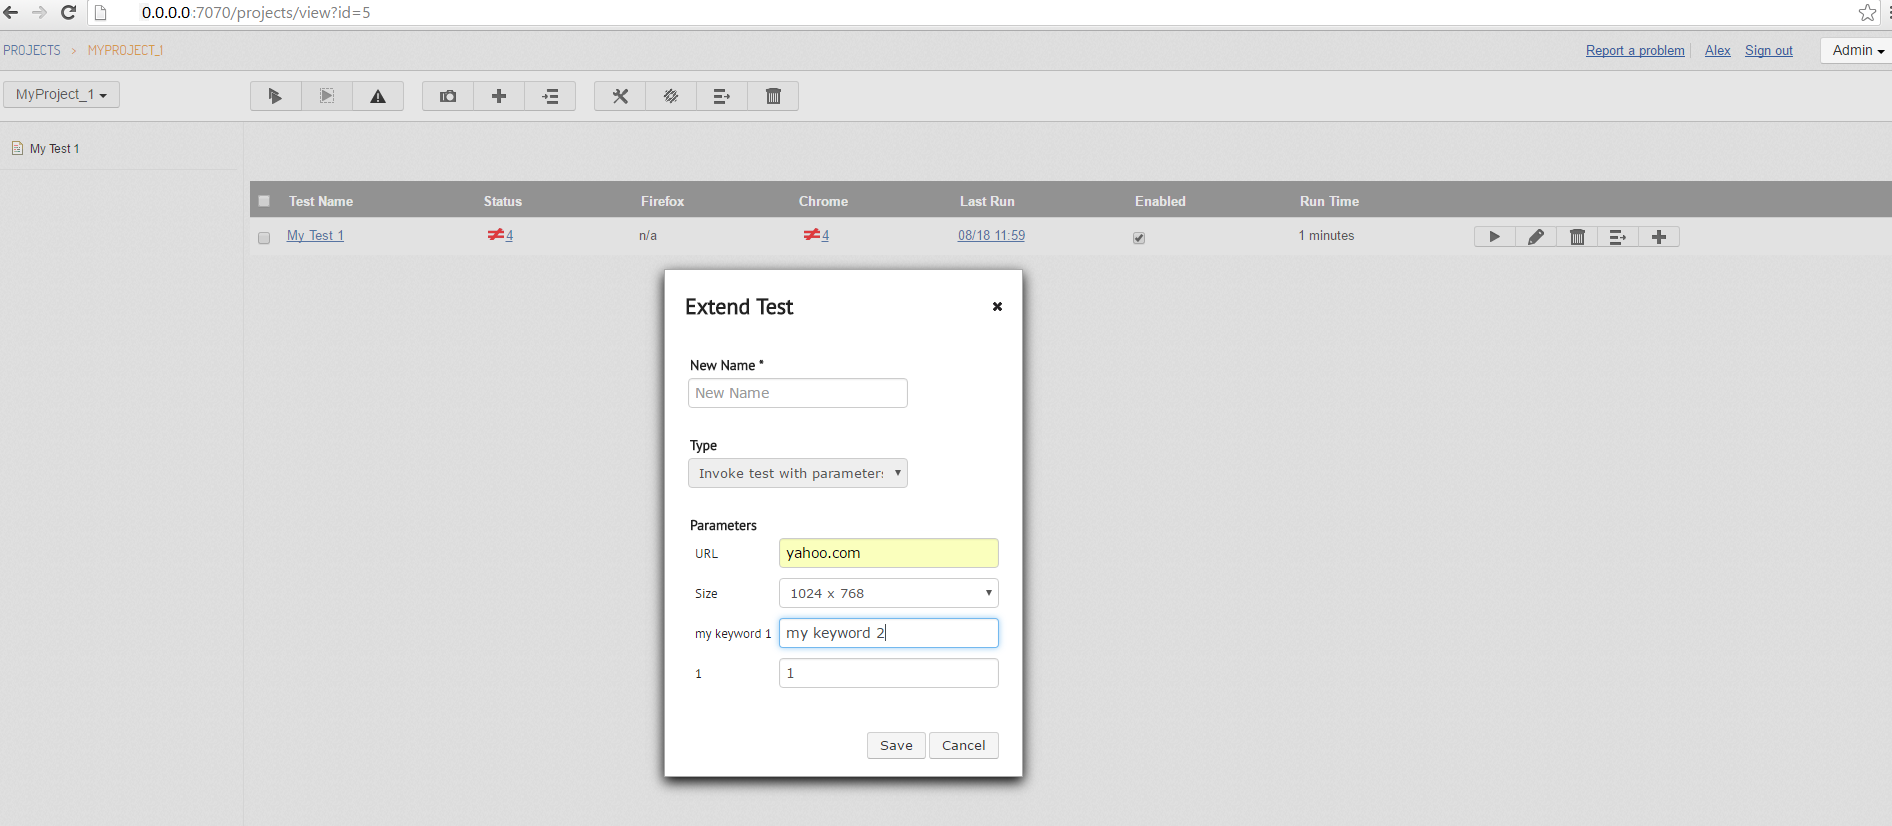 0.0.0.0:7070/projects/view?id=5
PROJECTS > MYPROJECT_1
Report a problem Alex Sign out Admin
MyProject_1
My Test 1
Test Name Status Firefox Chrome Last Run Enabled Run Time
My Test 1 4 n/a 4 08/18 11:59 1 minutes
Extend Test
New Name *
New Name
Type
Invoke test with parameters
Parameters
URL yahoo.com
Size 1024 x 768
my keyword 1 my keyword 2
1 1
Save Cancel